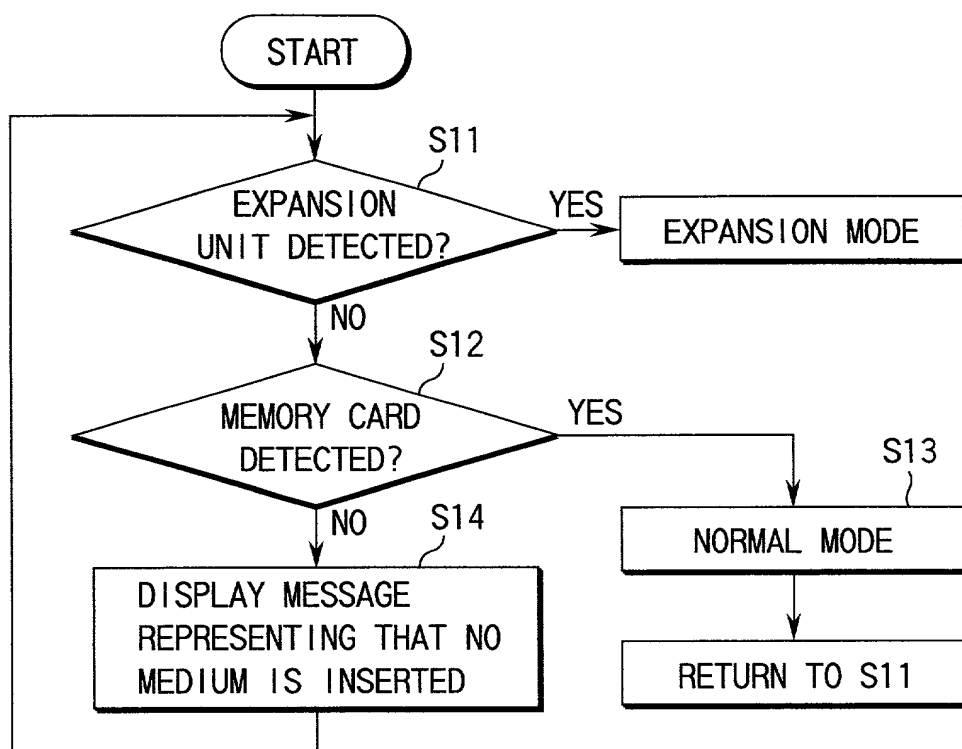 START
S11
EXPANSION
UNIT DETECTED?
YES
EXPANSION MODE
NO
S12
MEMORY CARD
DETECTED?
YES
S13
NORMAL MODE
RETURN TO S11
NO
S14
DISPLAY MESSAGE
REPRESENTING THAT NO
MEDIUM IS INSERTED